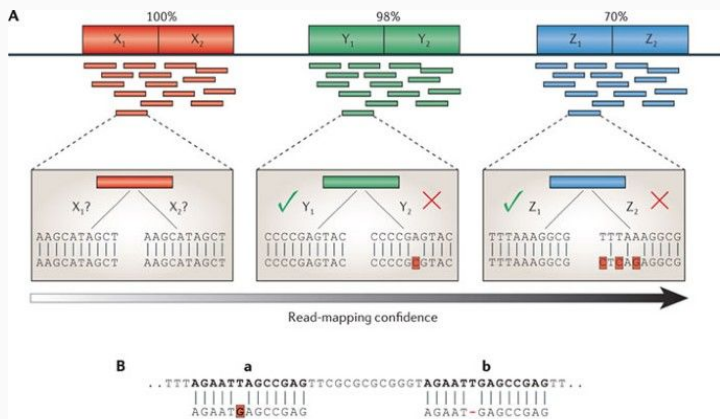 A
100% 98% 70%
X1 X2 Y1 Y2 Z1 Z2
X1? X2? Y1 Y2 Z1 Z2
AAGCATAGCT AAGCATAGCT CCCCGAGTAC CCCCGAGTAC TTTAAAGGCG TTTAAAGGCG
AAGCATAGCT AAGCATAGCT CCCCGAGTAC CCCCGCGTAC TTTAAAGGCG CTCAGAGGCG
Read-mapping confidence
B a b
..TTTAGAATTAGCCGAGTTCGCGCGCGGGTAGAATTGAGCCGAGTT..
AGAATGAGCCGAG AGAAT-GAGCCGAG